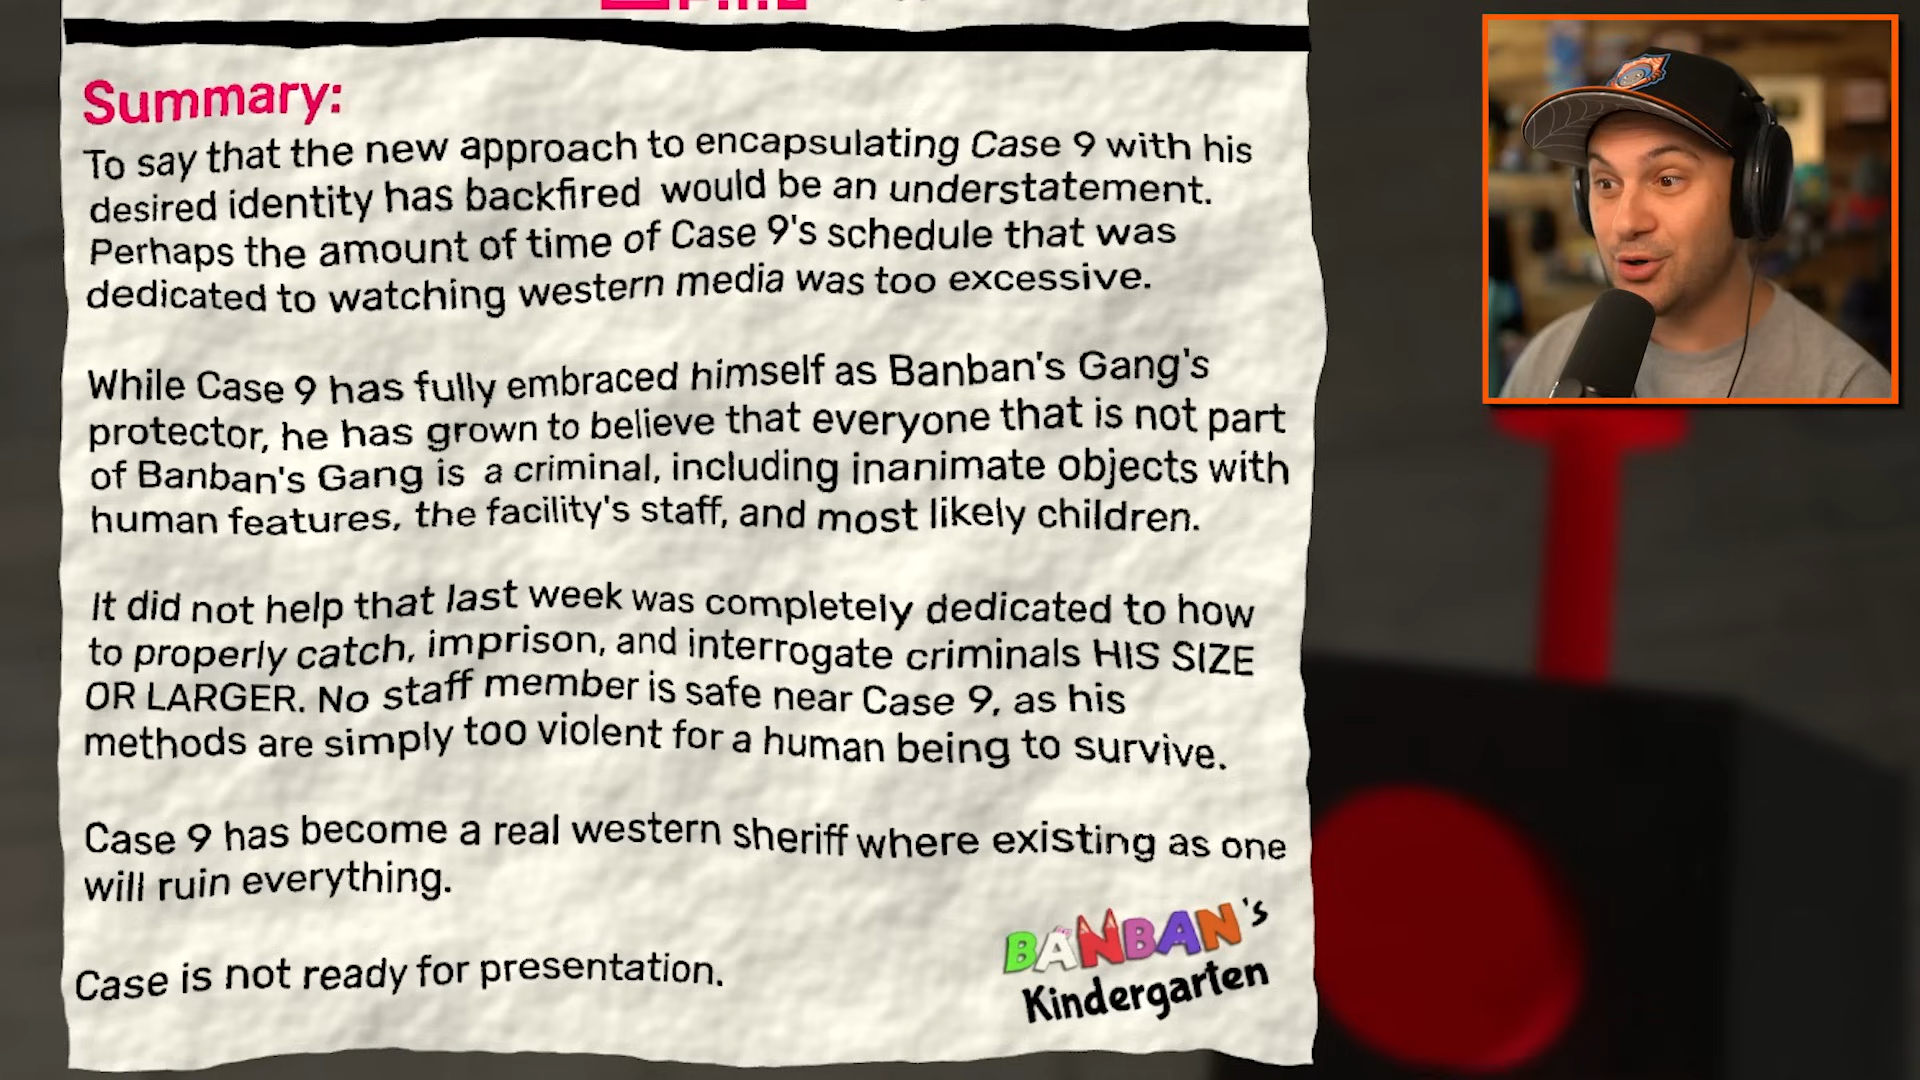 Summary:
To say that the new approach to encapsulating Case 9 with his
desired identity has backfired would be an understatement.
Perhaps the amount of time of Case 9's schedule that was
dedicated to watching western media was too excessive.
While Case 9 has fully embraced himself as Banban's Gang's
protector, he has grown to believe that everyone that is not part
of Banban's Gang is a criminal, including inanimate objects with
human features, the facility's staff, and most likely children.
It did not help that last week was completely dedicated to how
to properly catch, imprison, and interrogate criminals HIS SIZE
OR LARGER. No staff member is safe near Case 9, as his
methods are simply too violent for a human being to survive.
Case 9 has become a real western sheriff where existing as one
will ruin everything.
Case is not ready for presentation.
BANBAN's
Kindergarten